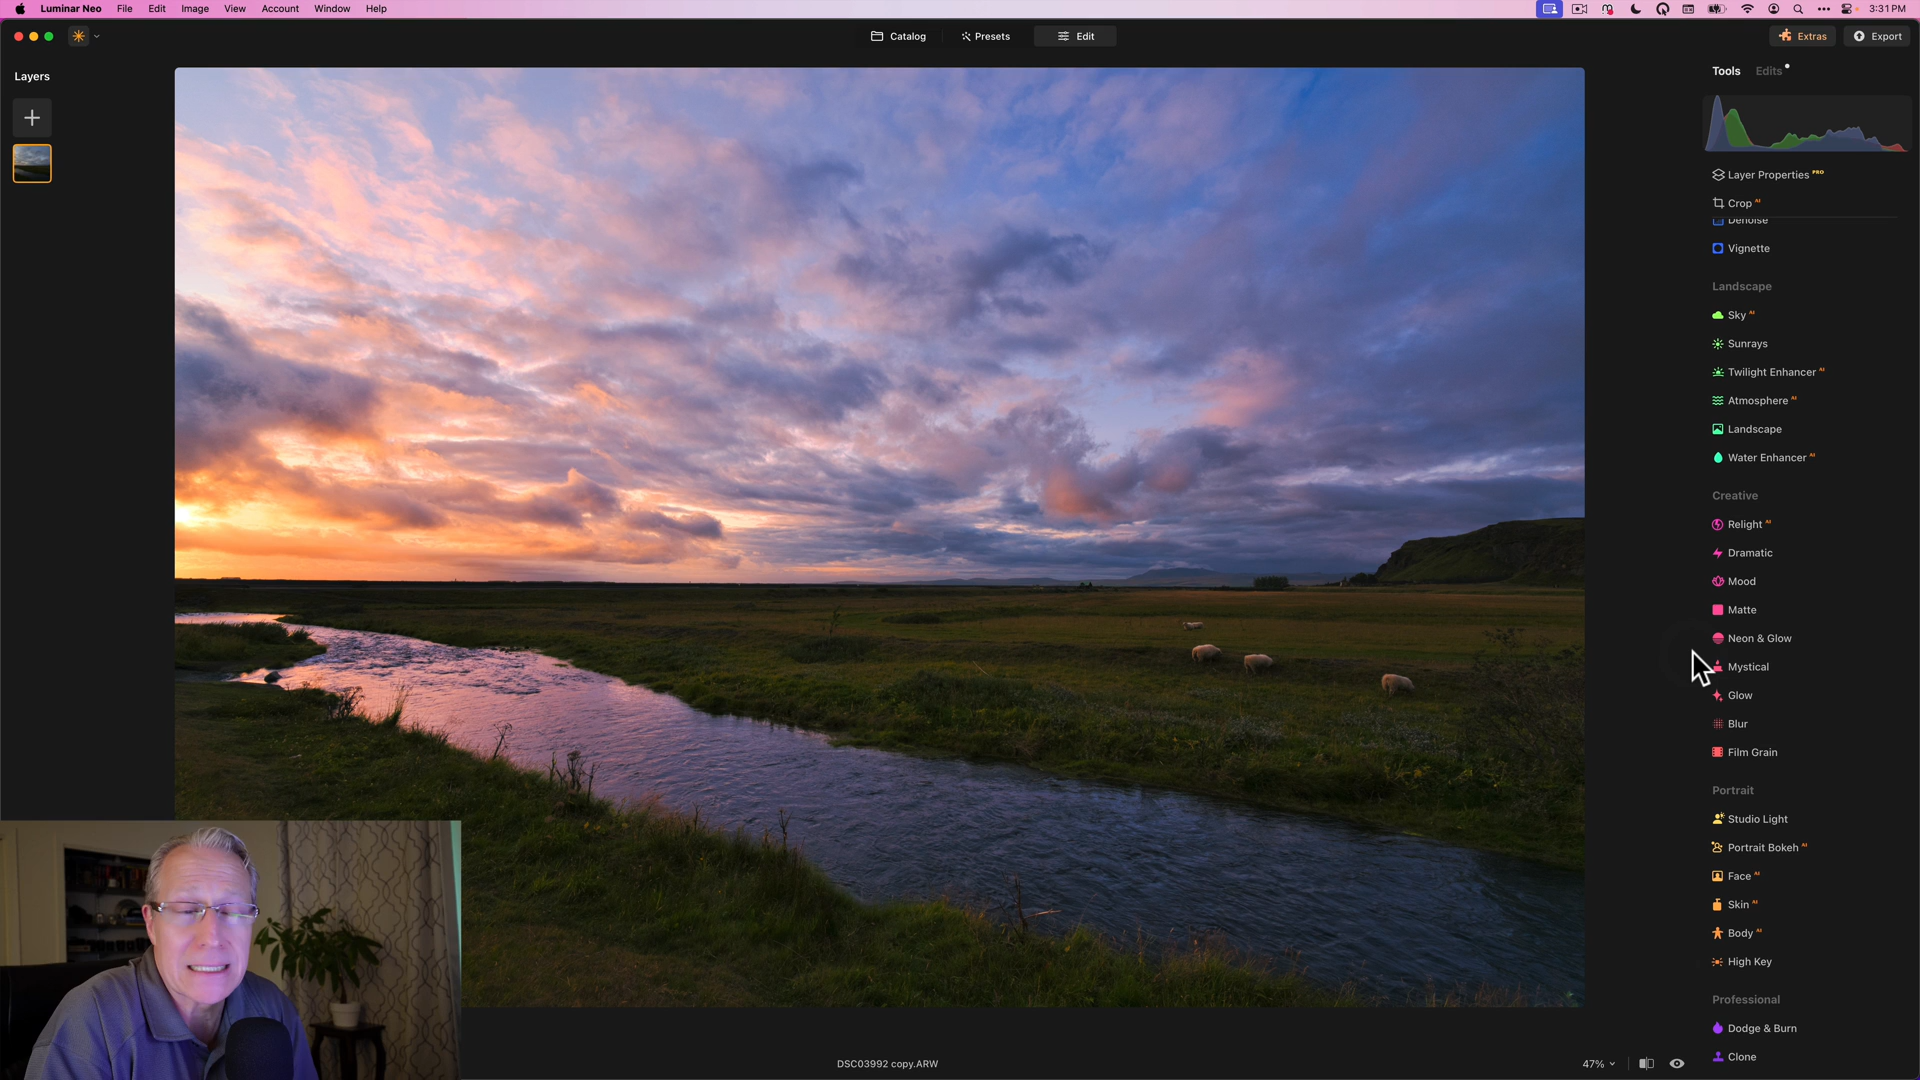 Luminar Neo File Edit Image View Account Window Help 3:31 PM
Catalog Presets Edit Extras Export
Layers
Tools Edits
Layer Properties PRO
Crop AI
Denoise
Vignette
Landscape
Sky AI
Sunrays
Twilight Enhancer AI
Atmosphere AI
Landscape
Water Enhancer AI
Creative
Relight AI
Dramatic
Mood
Matte
Neon & Glow
Mystical
Glow
Blur
Film Grain
Portrait
Studio Light
Portrait Bokeh AI
Face AI
Skin AI
Body AI
High Key
Professional
Dodge & Burn
Clone
DSC03992 copy.ARW 47%